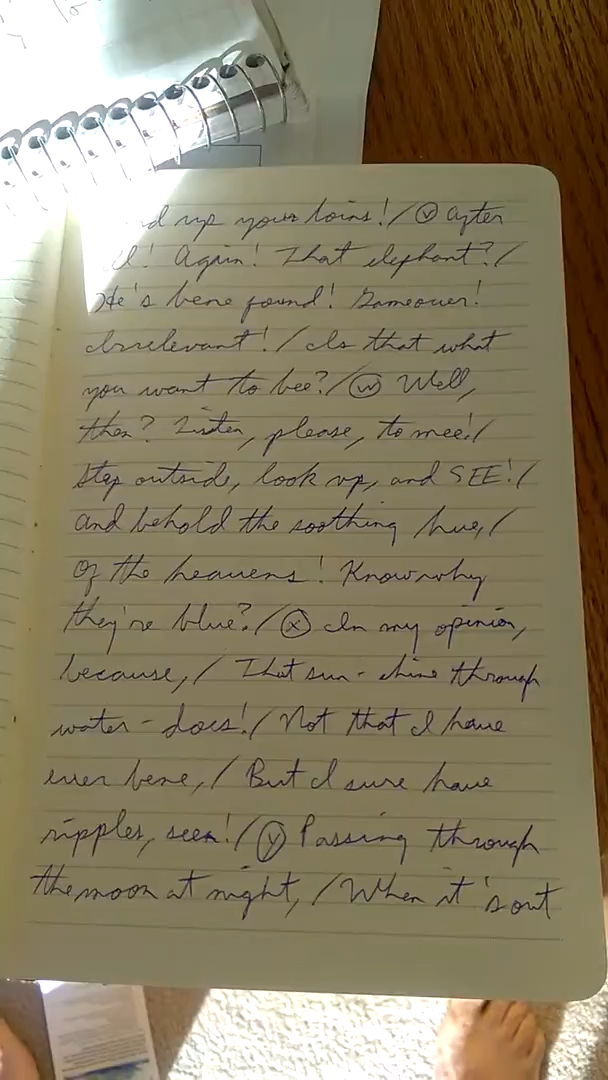 up your loins! / Ⓥ After
all! Again! That elephant? /
He's bene found! Gameover!
Irrelevant! / Is that what
you want to bee? / Ⓦ Well,
then? Listen, please, to mee! /
Step outside, look up, and SEE! /
And behold the soothing hue, /
Of the heavens! Know why
they're blue? / Ⓧ In my opinion,
because, / That sun-shine through
water-does! / Not that I have
ever bene, / But I sure have
ripples, seen! / Ⓨ Passing through
the moon at night, / When it's out